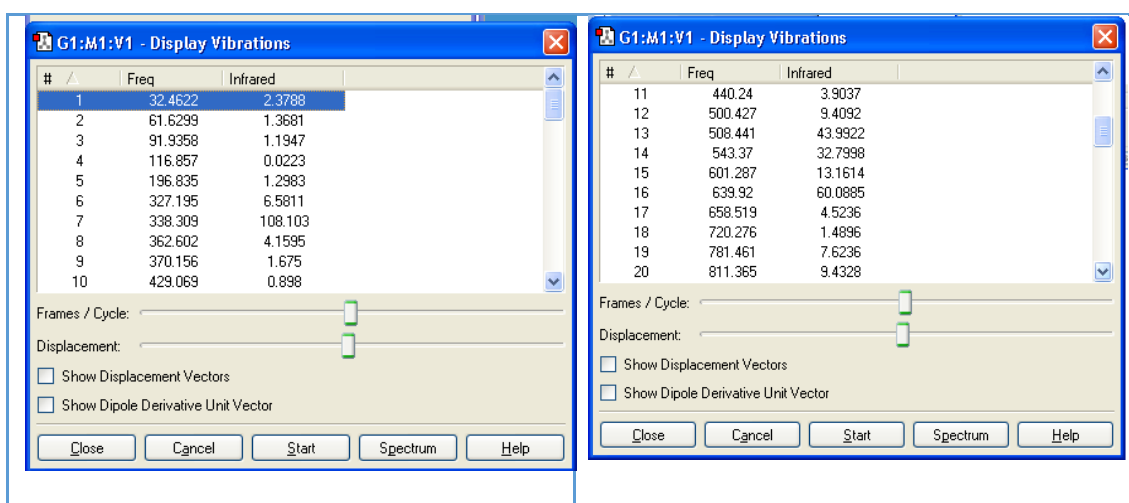 G1:M1:V1 - Display Vibrations
# Freq Infrared
1 32.4622 2.3788
2 61.6299 1.3681
3 91.9358 1.1947
4 116.857 0.0223
5 196.835 1.2983
6 327.195 6.5811
7 338.309 108.103
8 362.602 4.1595
9 370.156 1.675
10 429.069 0.898
Frames / Cycle:
Displacement:
Show Displacement Vectors
Show Dipole Derivative Unit Vector
Close Cancel Start Spectrum Help
G1:M1:V1 - Display Vibrations
# Freq Infrared
11 440.24 3.9037
12 500.427 9.4092
13 508.441 43.9922
14 543.37 32.7998
15 601.287 13.1614
16 639.92 60.0885
17 658.519 4.5236
18 720.276 1.4896
19 781.461 7.6236
20 811.365 9.4328
Frames / Cycle:
Displacement:
Show Displacement Vectors
Show Dipole Derivative Unit Vector
Close Cancel Start Spectrum Help